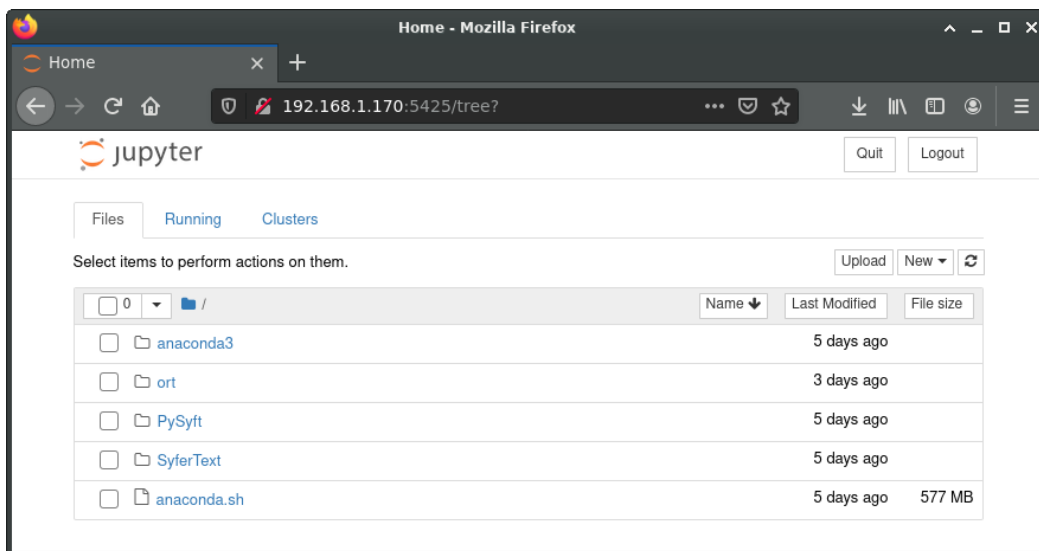 Home - Mozilla Firefox
Home
192.168.1.170:5425/tree?
jupyter
Quit Logout
Files Running Clusters
Select items to perform actions on them.
Upload New
0 / Name Last Modified File size
anaconda3 5 days ago
ort 3 days ago
PySyft 5 days ago
SyferText 5 days ago
anaconda.sh 5 days ago 577 MB